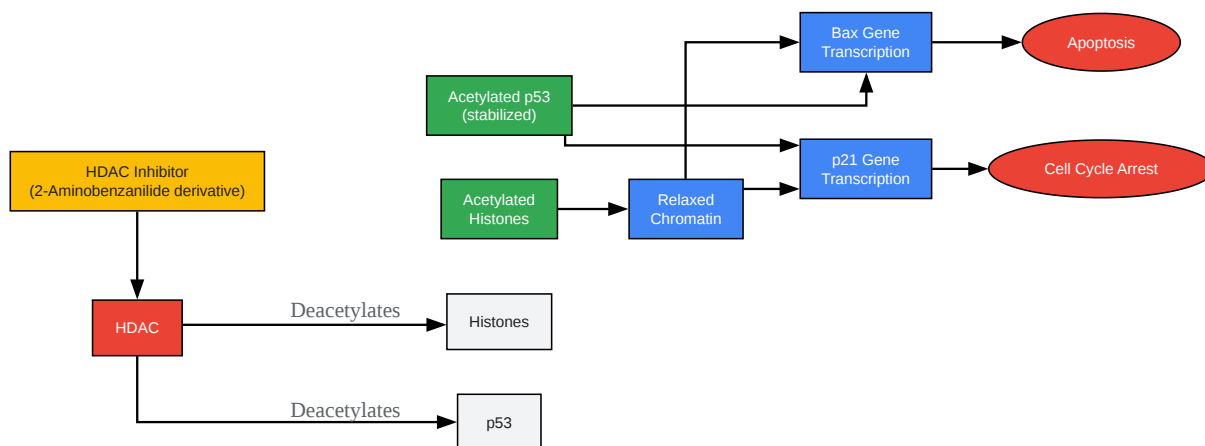 Bax Gene
Transcription
Apoptosis
Acetylated p53
(stabilized)
p21 Gene
Transcription
Cell Cycle Arrest
HDAC Inhibitor
(2-Aminobenzanilide derivative)
Acetylated
Histones
Relaxed
Chromatin
Deacetylates
Histones
HDAC
Deacetylates
p53